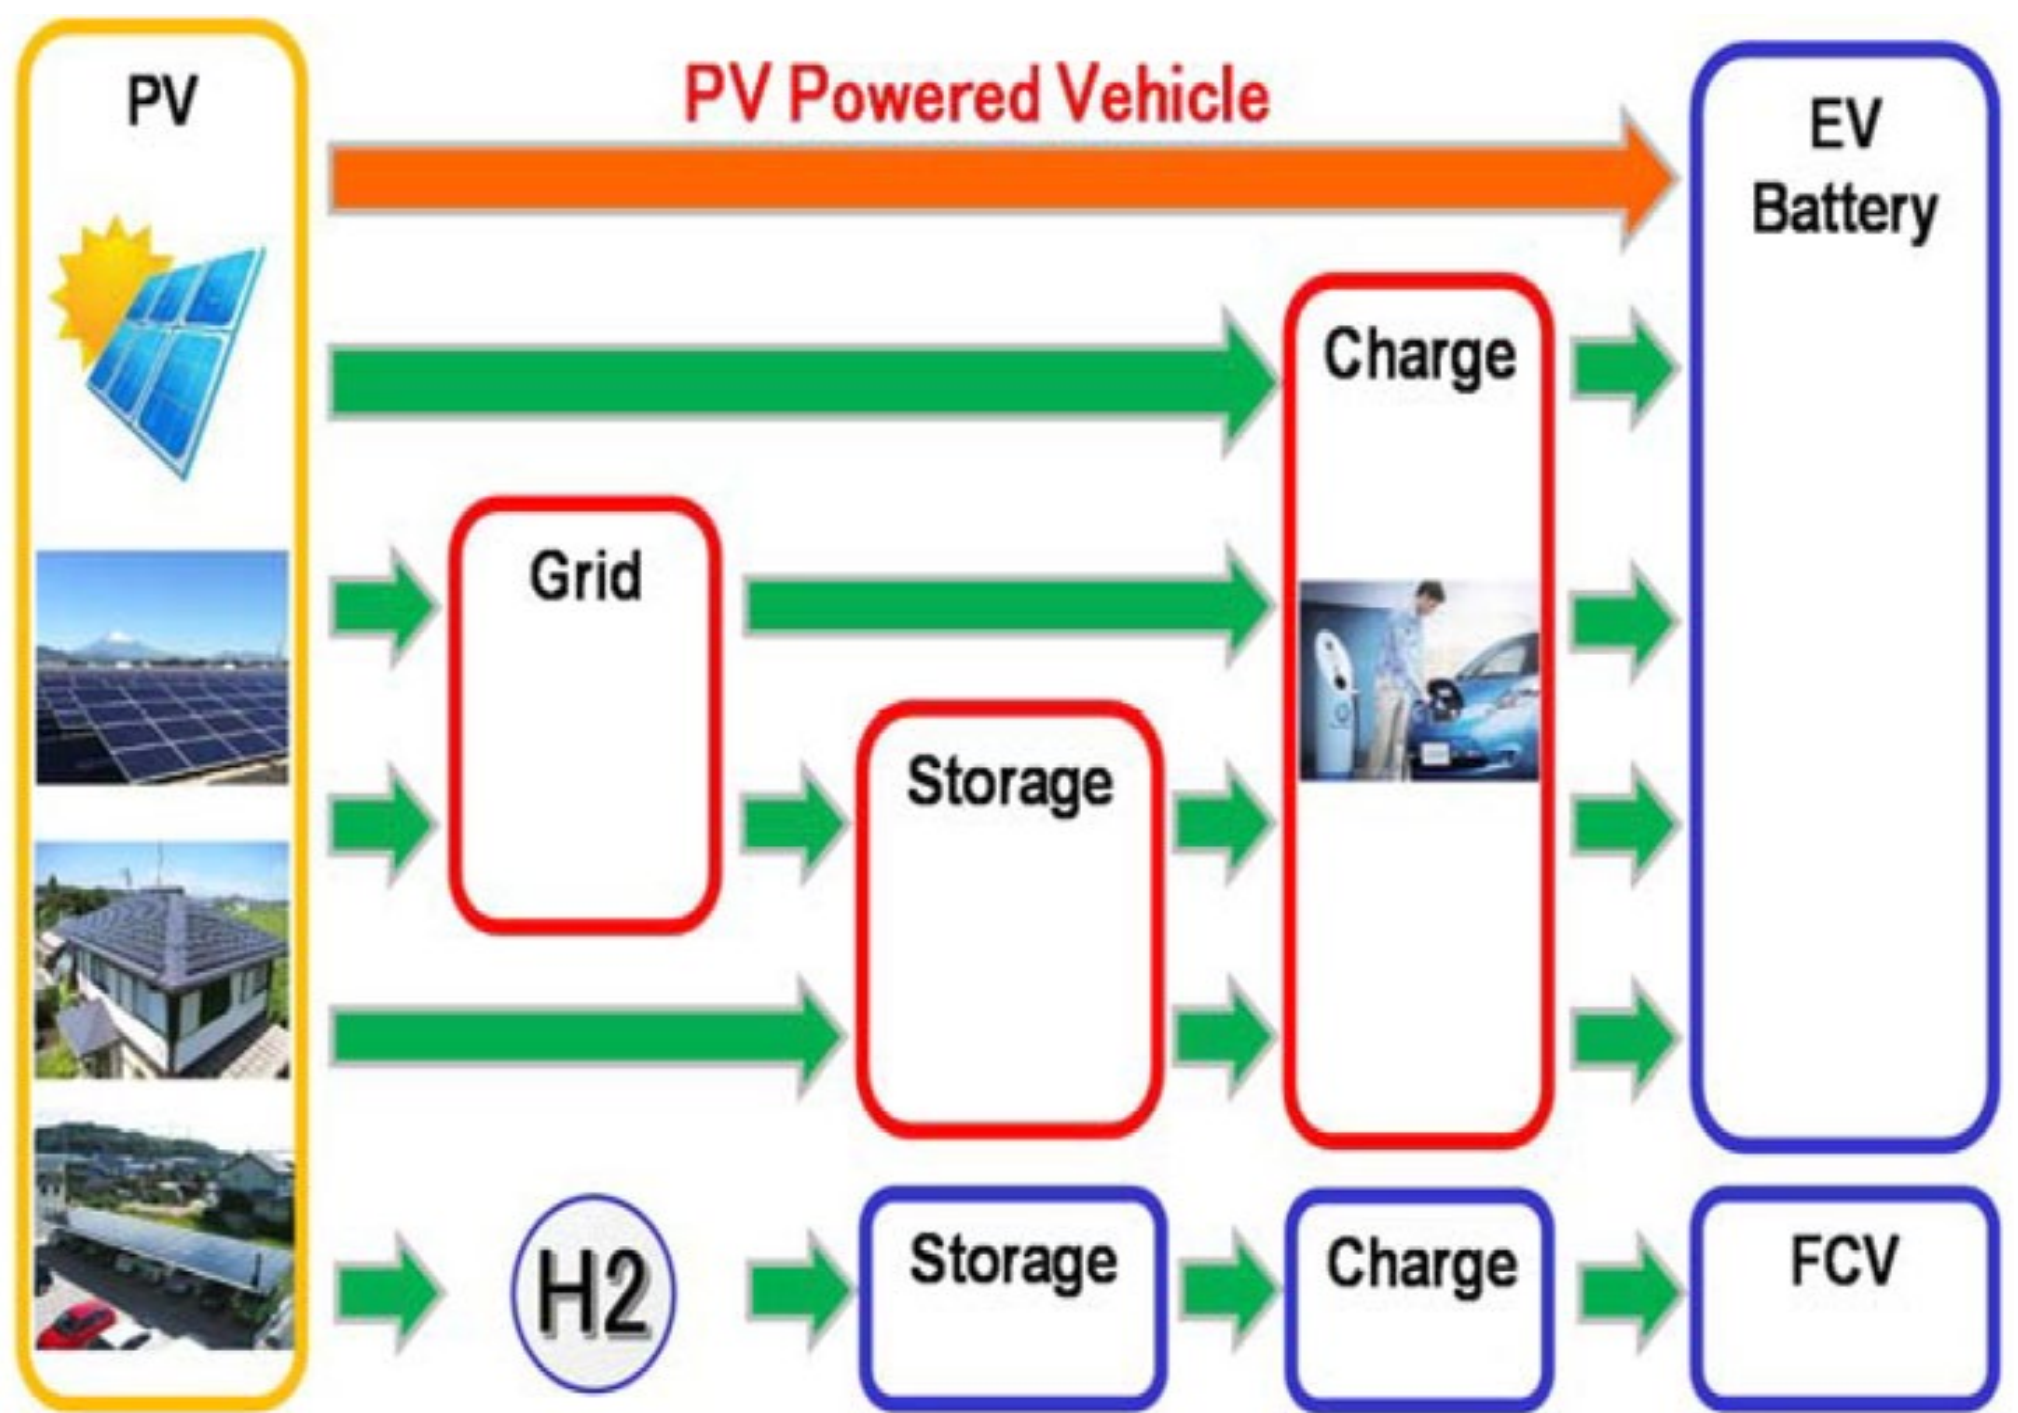 PV
PV Powered Vehicle
EV
Battery
Charge
Grid
Storage
H2
Storage
Charge
FCV